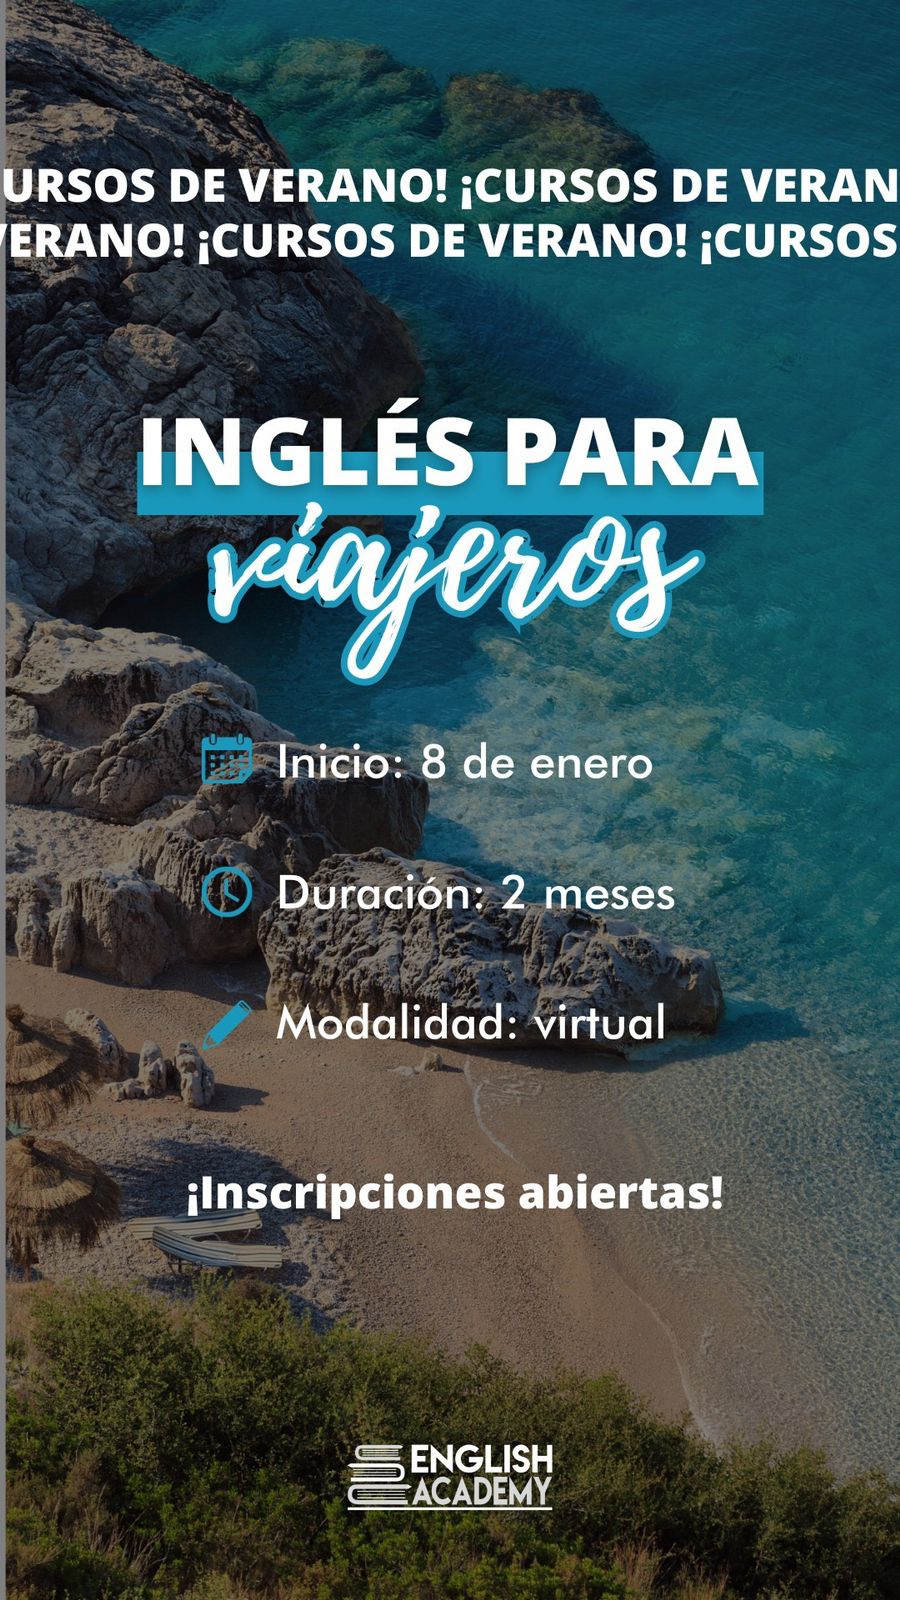 URSOS DE VERANO! ¡CURSOS DE VERAN
VERANO! ¡CURSOS DE VERANO! ¡CURSOS
INGLÉS PARA
viajeros
Inicio: 8 de enero
Duración: 2 meses
Modalidad: virtual
¡Inscripciones abiertas!
ENGLISH
ACADEMY